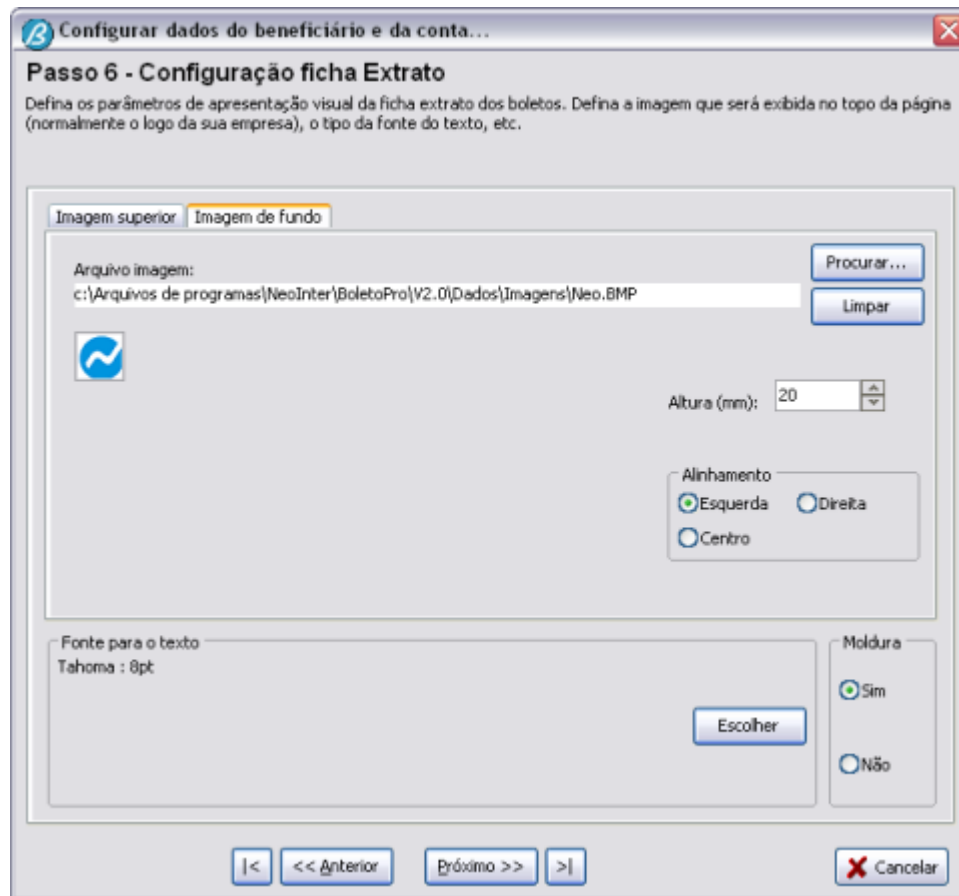 Configurar dados do beneficiário e da conta...
Passo 6 - Configuração ficha Extrato
Defina os parâmetros de apresentação visual da ficha extrato dos boletos. Defina a imagem que será exibida no topo da página
(normalmente o logo da sua empresa), o tipo da fonte do texto, etc.
Imagem superior Imagem de fundo
Arquivo imagem:
Procurar...
c:\Arquivos de programas\NeoInter\BoletoPro\V2.0\Dados\Imagens\Neo.BMP
Limpar
Altura (mm): 20
Alinhamento
Esquerda Direita
Centro
Fonte para o texto
Tahoma : 8pt
Escolher
Moldura
Sim
Não
|< << Anterior Próximo >> >| Cancelar